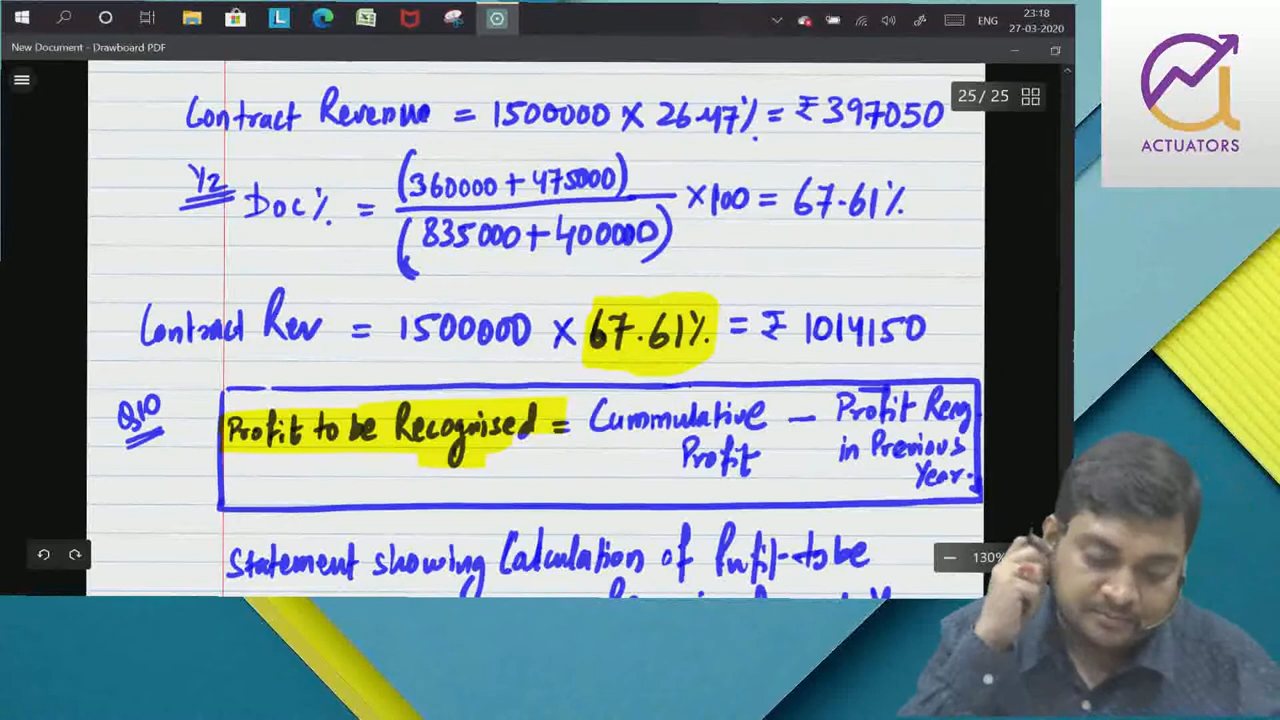 ENG
23:18
27-03-2020
New Document - Drawboard PDF
25 / 25
ACTUATORS
Contract Revenue = 1500000 × 26.47% = ₹ 397050
Y2
DOC% = (360000 + 475000) / (835000 + 400000) × 100 = 67.61%
Contract Rev = 1500000 × 67.61% = ₹ 1014150
Q10
Profit to be Recognised = Cummulative Profit — Profit Recg in Previous Year.
Statement showing Calculation of Profit to be
130%